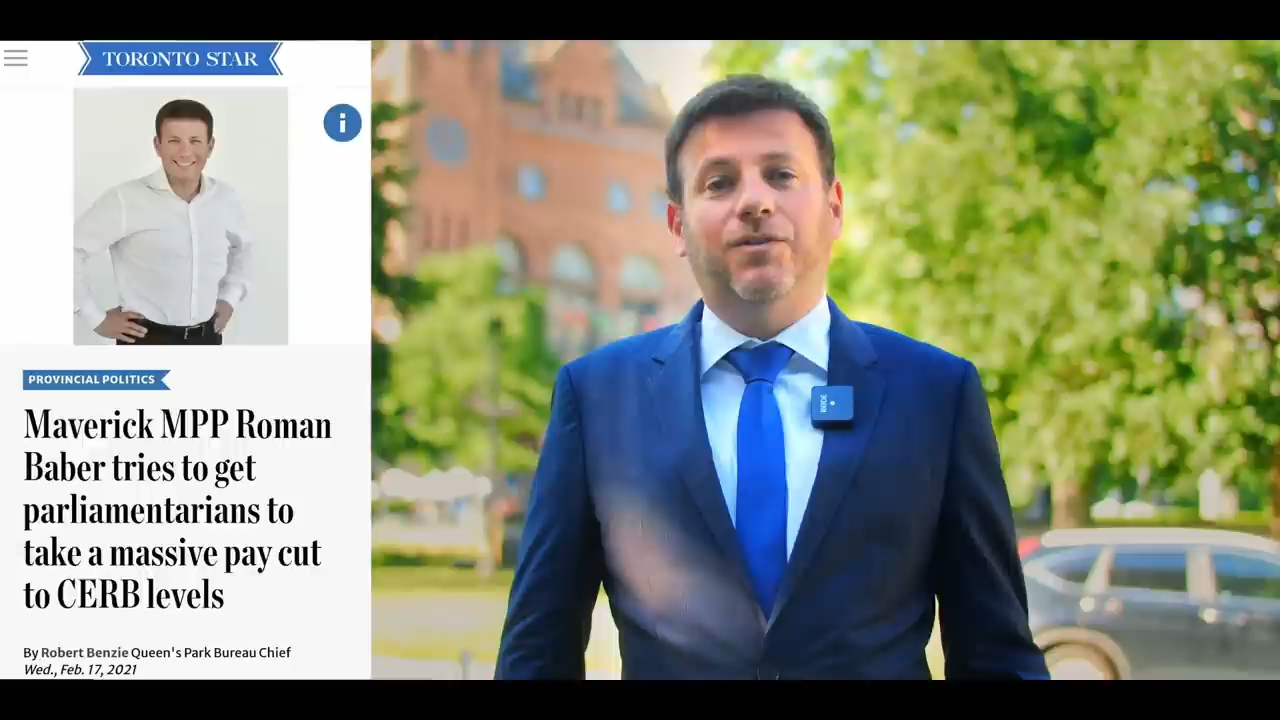 TORONTO STAR
i
PROVINCIAL POLITICS
Maverick MPP Roman
Baber tries to get
parliamentarians to
take a massive pay cut
to CERB levels
By Robert Benzie Queen's Park Bureau Chief
Wed., Feb. 17, 2021
RØDE